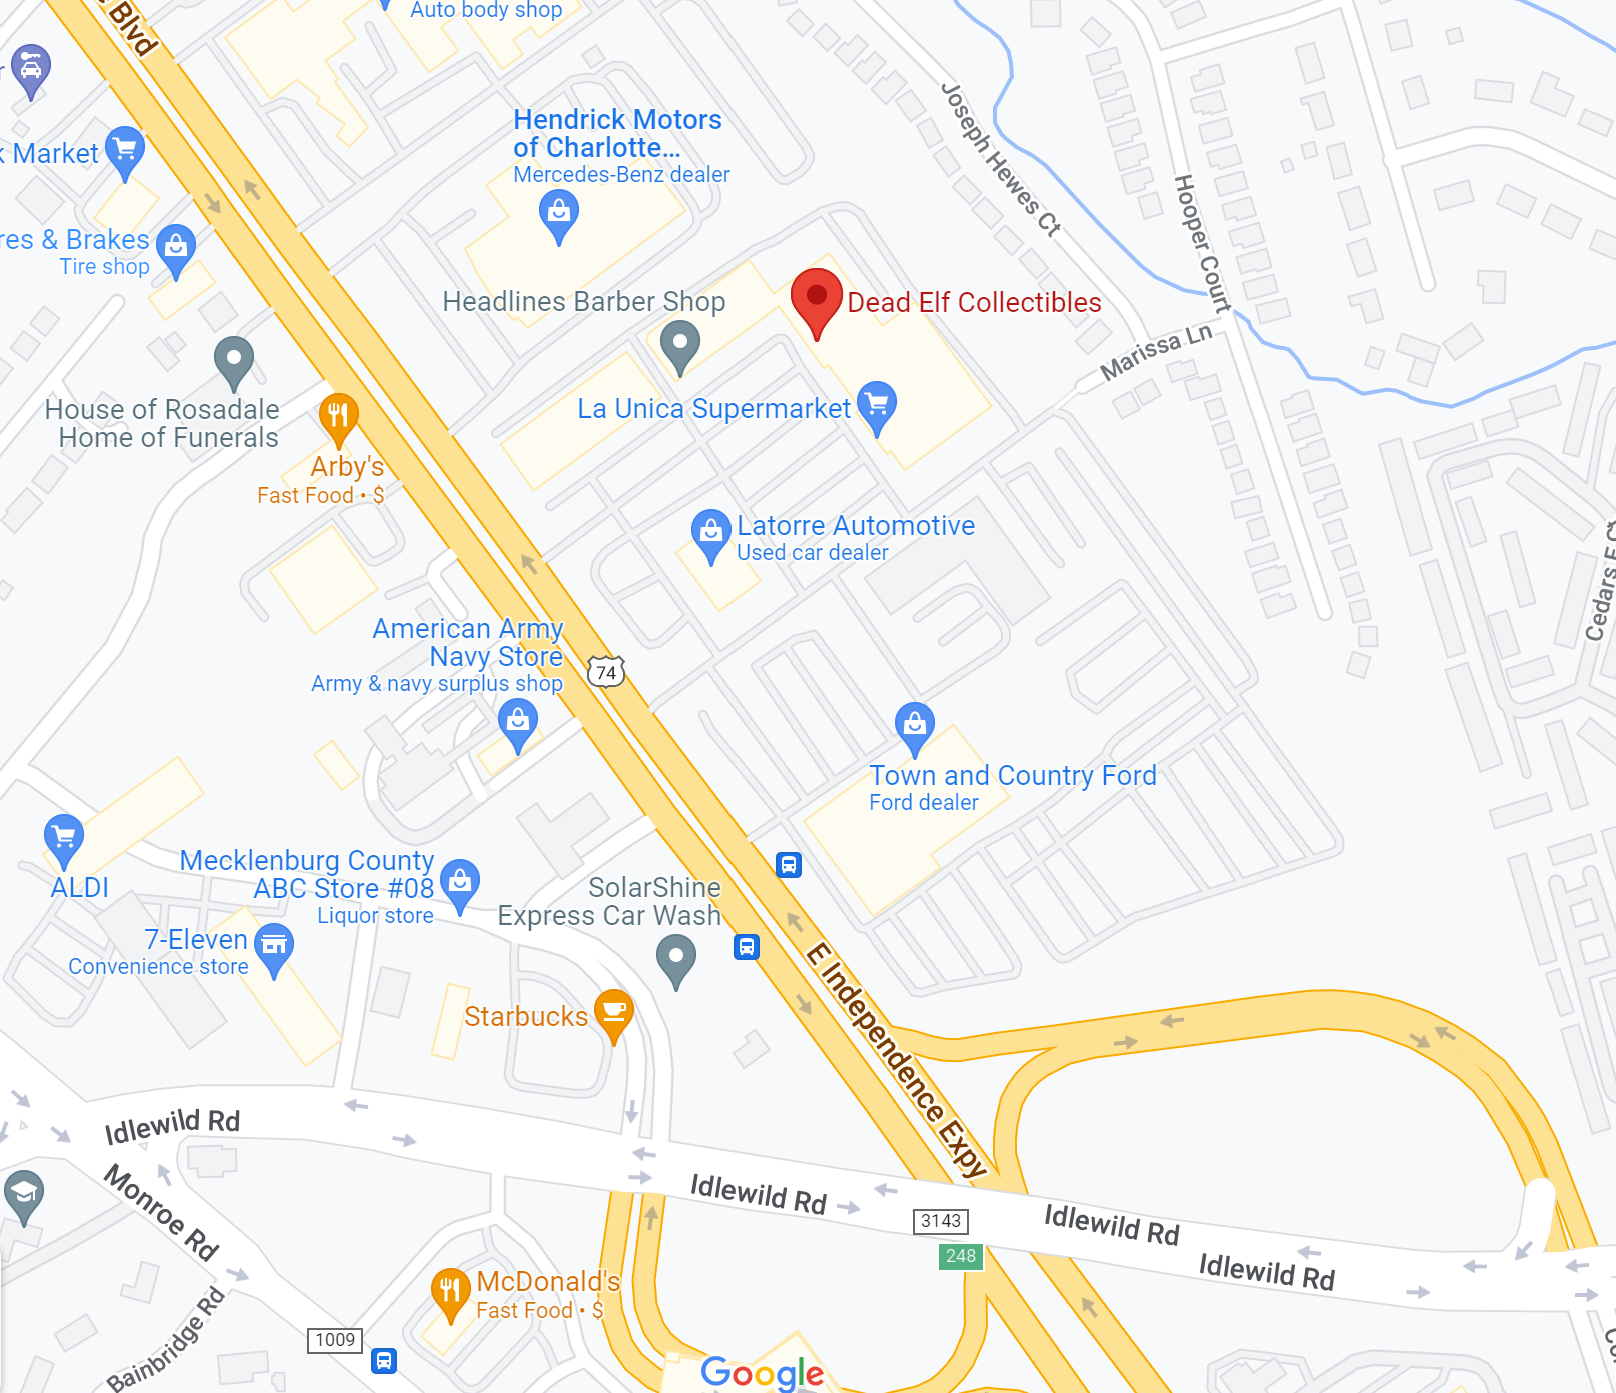 Auto body shop
Blvd
Hendrick Motors
of Charlotte...
Mercedes-Benz dealer
k Market
res & Brakes
Tire shop
Joseph Hewes Ct
Hooper Court
Headlines Barber Shop
Dead Elf Collectibles
Marissa Ln
House of Rosadale
Home of Funerals
La Unica Supermarket
Arby's
Fast Food • $
Latorre Automotive
Used car dealer
Cedars E Ct
American Army
Navy Store
Army & navy surplus shop
74
Town and Country Ford
Ford dealer
ALDI
Mecklenburg County
ABC Store #08
Liquor store
SolarShine
Express Car Wash
7-Eleven
Convenience store
Starbucks
E Independence Expy
Idlewild Rd
Idlewild Rd
Idlewild Rd
Idlewild Rd
3143
248
Monroe Rd
McDonald's
Fast Food • $
Bainbridge Rd
1009
Google